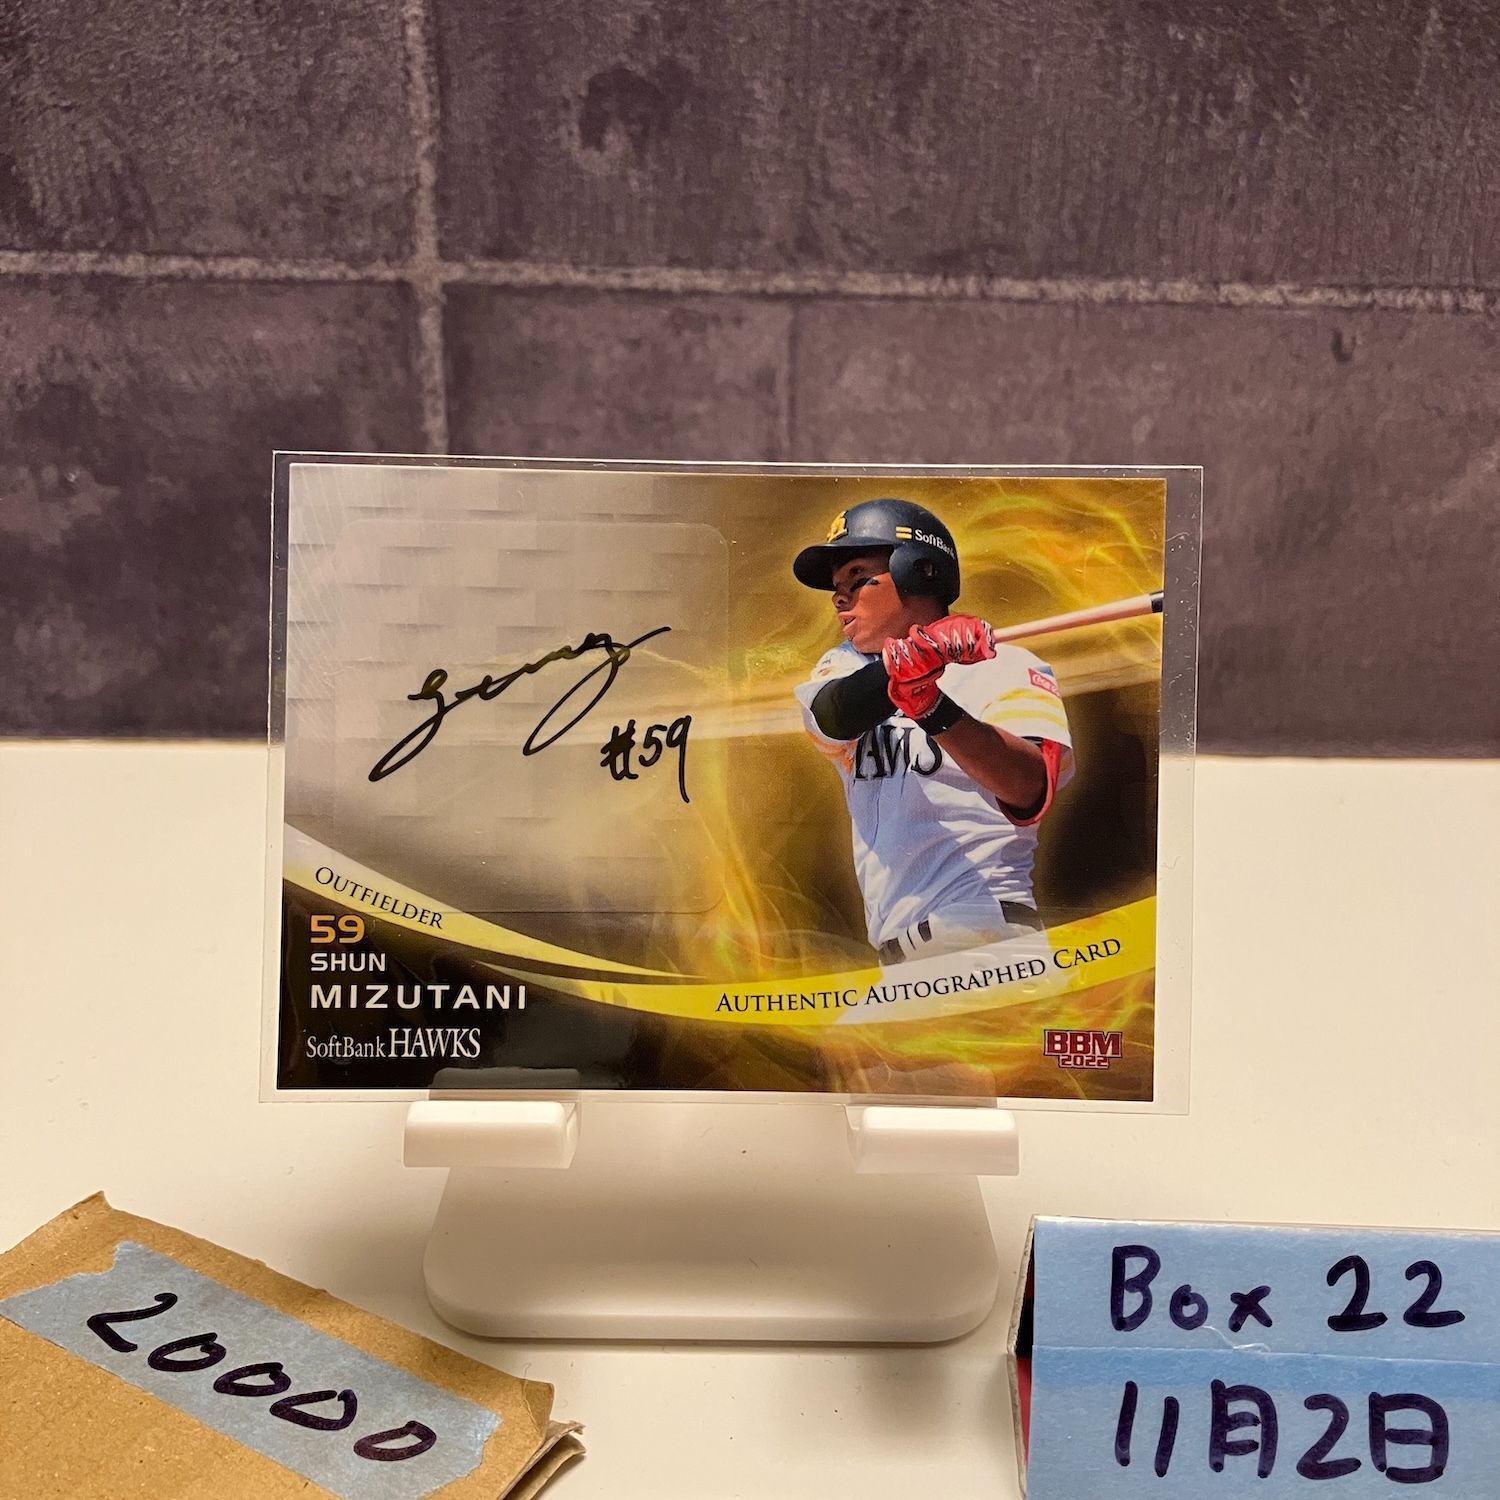 SoftBank
HAWKS
#59
OUTFIELDER
59
SHUN
MIZUTANI
SoftBank HAWKS
AUTHENTIC AUTOGRAPHED CARD
BBM
2022
20000
Box 22
11月2日